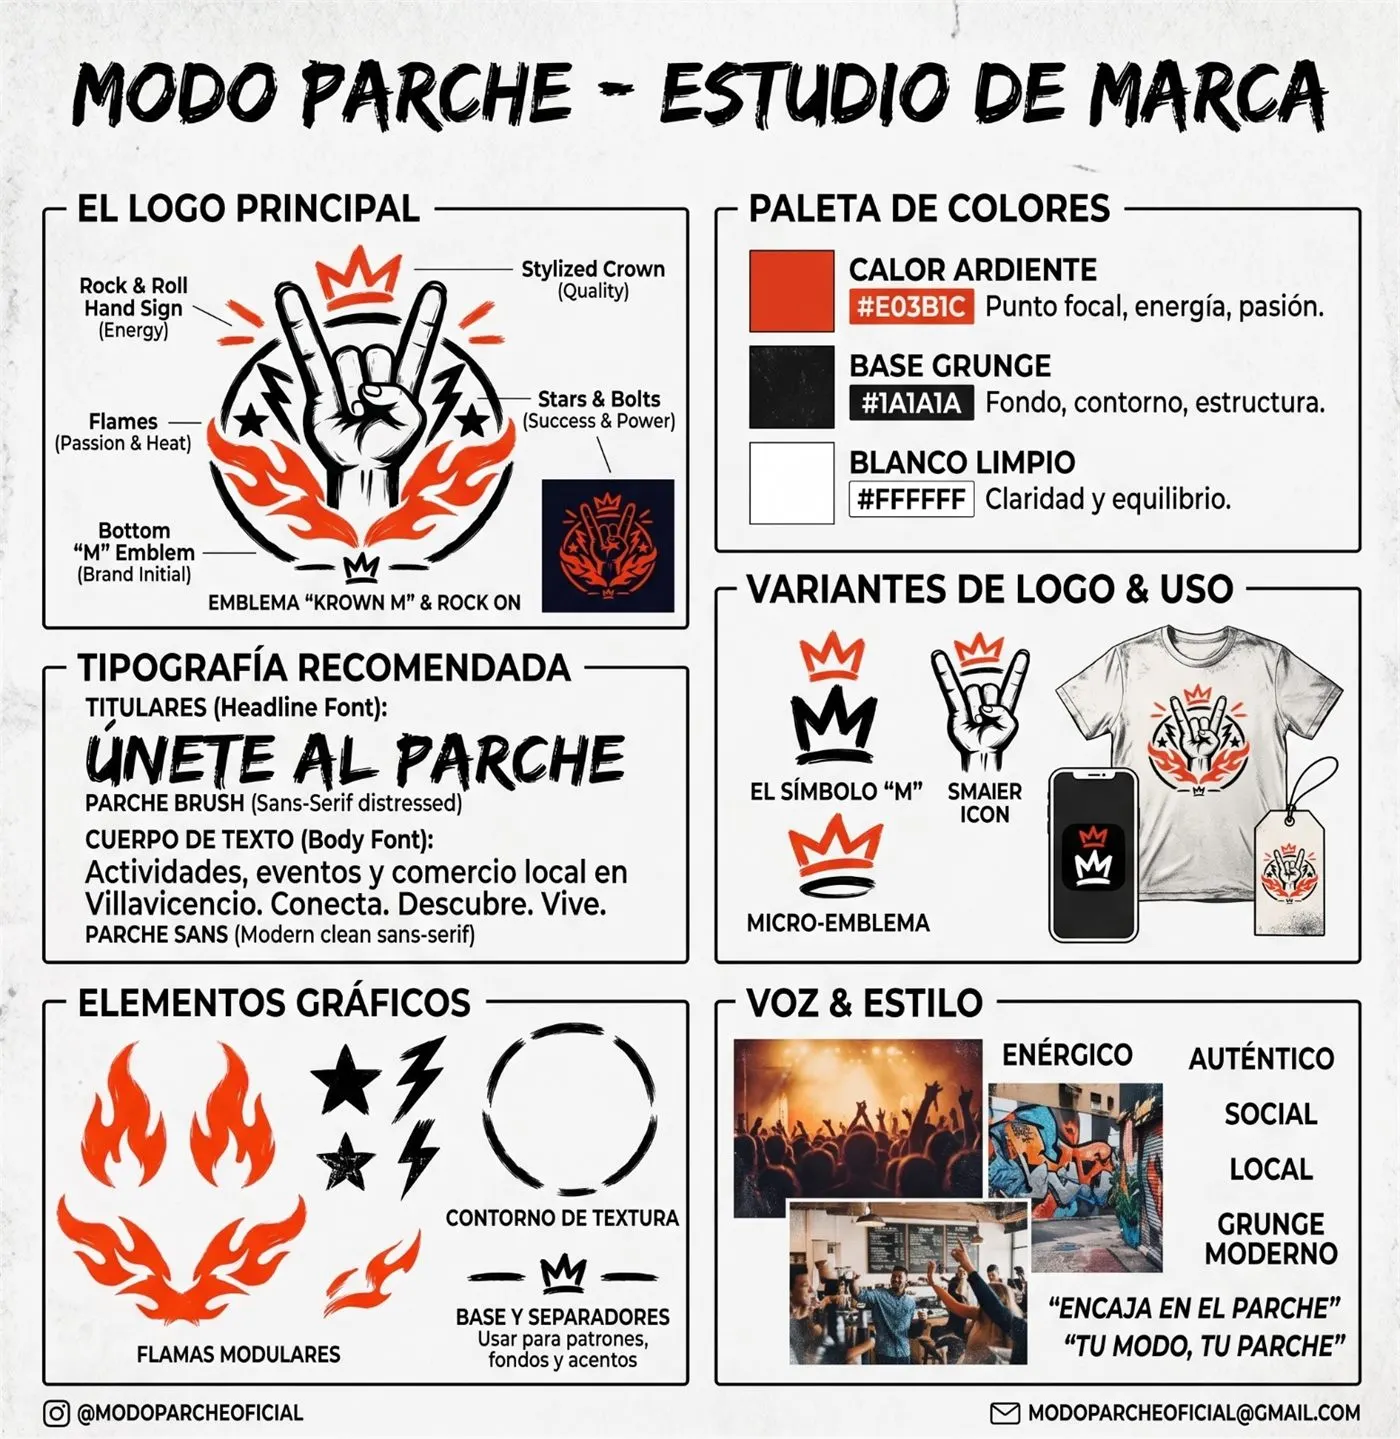 MODO PARCHE - ESTUDIO DE MARCA
EL LOGO PRINCIPAL
Rock & Roll
Hand Sign
(Energy)
Stylized Crown
(Quality)
Flames
(Passion & Heat)
Stars & Bolts
(Success & Power)
Bottom
“M” Emblem
(Brand Initial)
EMBLEMA “KROWN M” & ROCK ON
PALETA DE COLORES
CALOR ARDIENTE
#E03B1C Punto focal, energía, pasión.
BASE GRUNGE
#1A1A1A Fondo, contorno, estructura.
BLANCO LIMPIO
#FFFFFF Claridad y equilibrio.
TIPOGRAFÍA RECOMENDADA
TITULARES (Headline Font):
ÚNETE AL PARCHE
PARCHE BRUSH (Sans-Serif distressed)
CUERPO DE TEXTO (Body Font):
Actividades, eventos y comercio local en
Villavicencio. Conecta. Descubre. Vive.
PARCHE SANS (Modern clean sans-serif)
VARIANTES DE LOGO & USO
EL SÍMBOLO “M”
SMAIER
ICON
MICRO-EMBLEMA
ELEMENTOS GRÁFICOS
CONTORNO DE TEXTURA
BASE Y SEPARADORES
Usar para patrones,
fondos y acentos
FLAMAS MODULARES
VOZ & ESTILO
ENÉRGICO
AUTÉNTICO
SOCIAL
LOCAL
GRUNGE
MODERNO
“ENCAJA EN EL PARCHE”
“TU MODO, TU PARCHE”
@MODOPARCHEOFICIAL
MODOPARCHEOFICIAL@GMAIL.COM